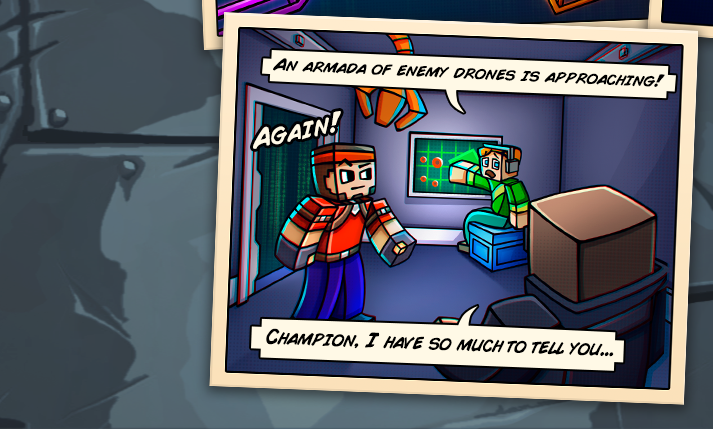 AN ARMADA OF ENEMY DRONES IS APPROACHING!
AGAIN!
CHAMPION, I HAVE SO MUCH TO TELL YOU...